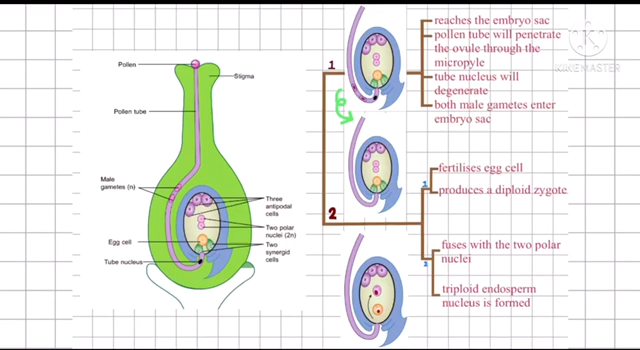 Pollen
Stigma
Pollen tube
Male
gametes (n)
Three
antipodal
cells
Two polar
nuclei (2n)
Egg cell
Two
synergid
cells
Tube nucleus
1
reaches the embryo sac
pollen tube will penetrate
the ovule through the
micropyle
tube nucleus will
degenerate
both male gametes enter
embryo sac
2
1
fertilises egg cell
produces a diploid zygote
2
fuses with the two polar
nuclei
triploid endosperm
nucleus is formed
KINEMASTER